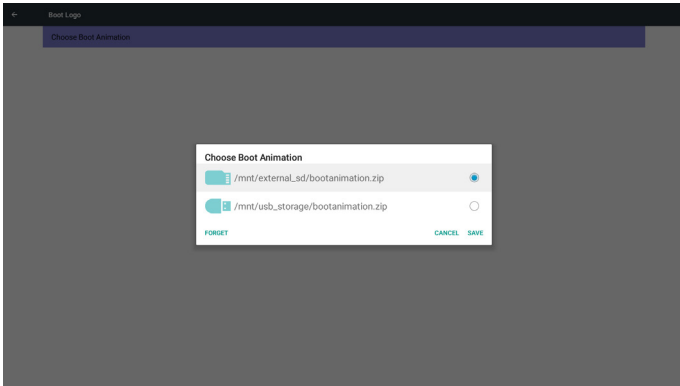 Boot Logo
Choose Boot Animation
Choose Boot Animation
/mnt/external_sd/bootanimation.zip
/mnt/usb_storage/bootanimation.zip
FORGET CANCEL SAVE